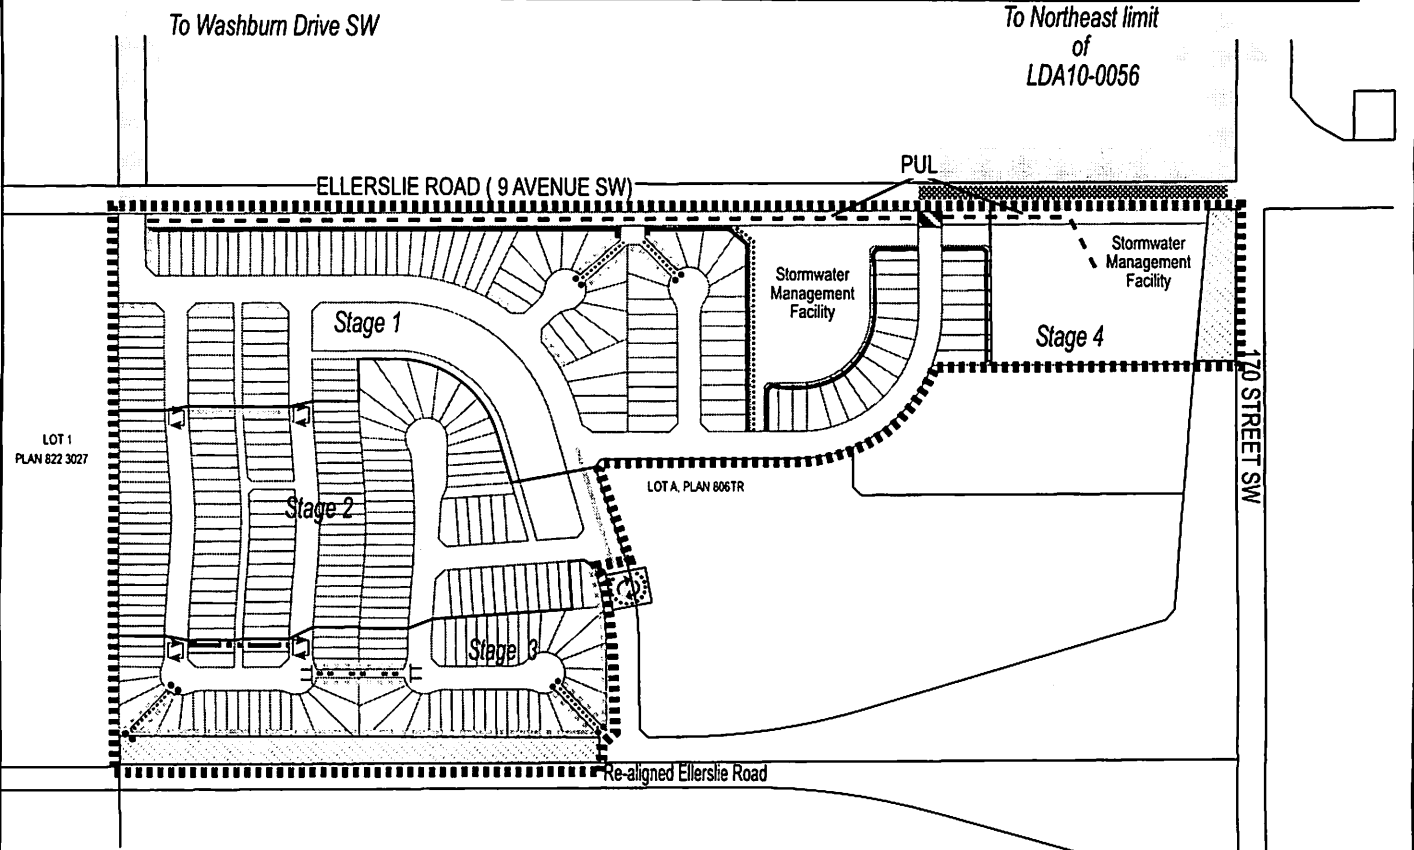 To Washburn Drive SW
To Northeast limit
of
LDA10-0056
PUL
ELLERSLIE ROAD ( 9 AVENUE SW)
Stormwater
Management
Facility
Stormwater
Management
Facility
Stage 1
Stage 4
170 STREET SW
LOT 1
PLAN 822 3027
LOT A, PLAN 806TR
Stage 2
Stage 3
Re-aligned Ellerslie Road